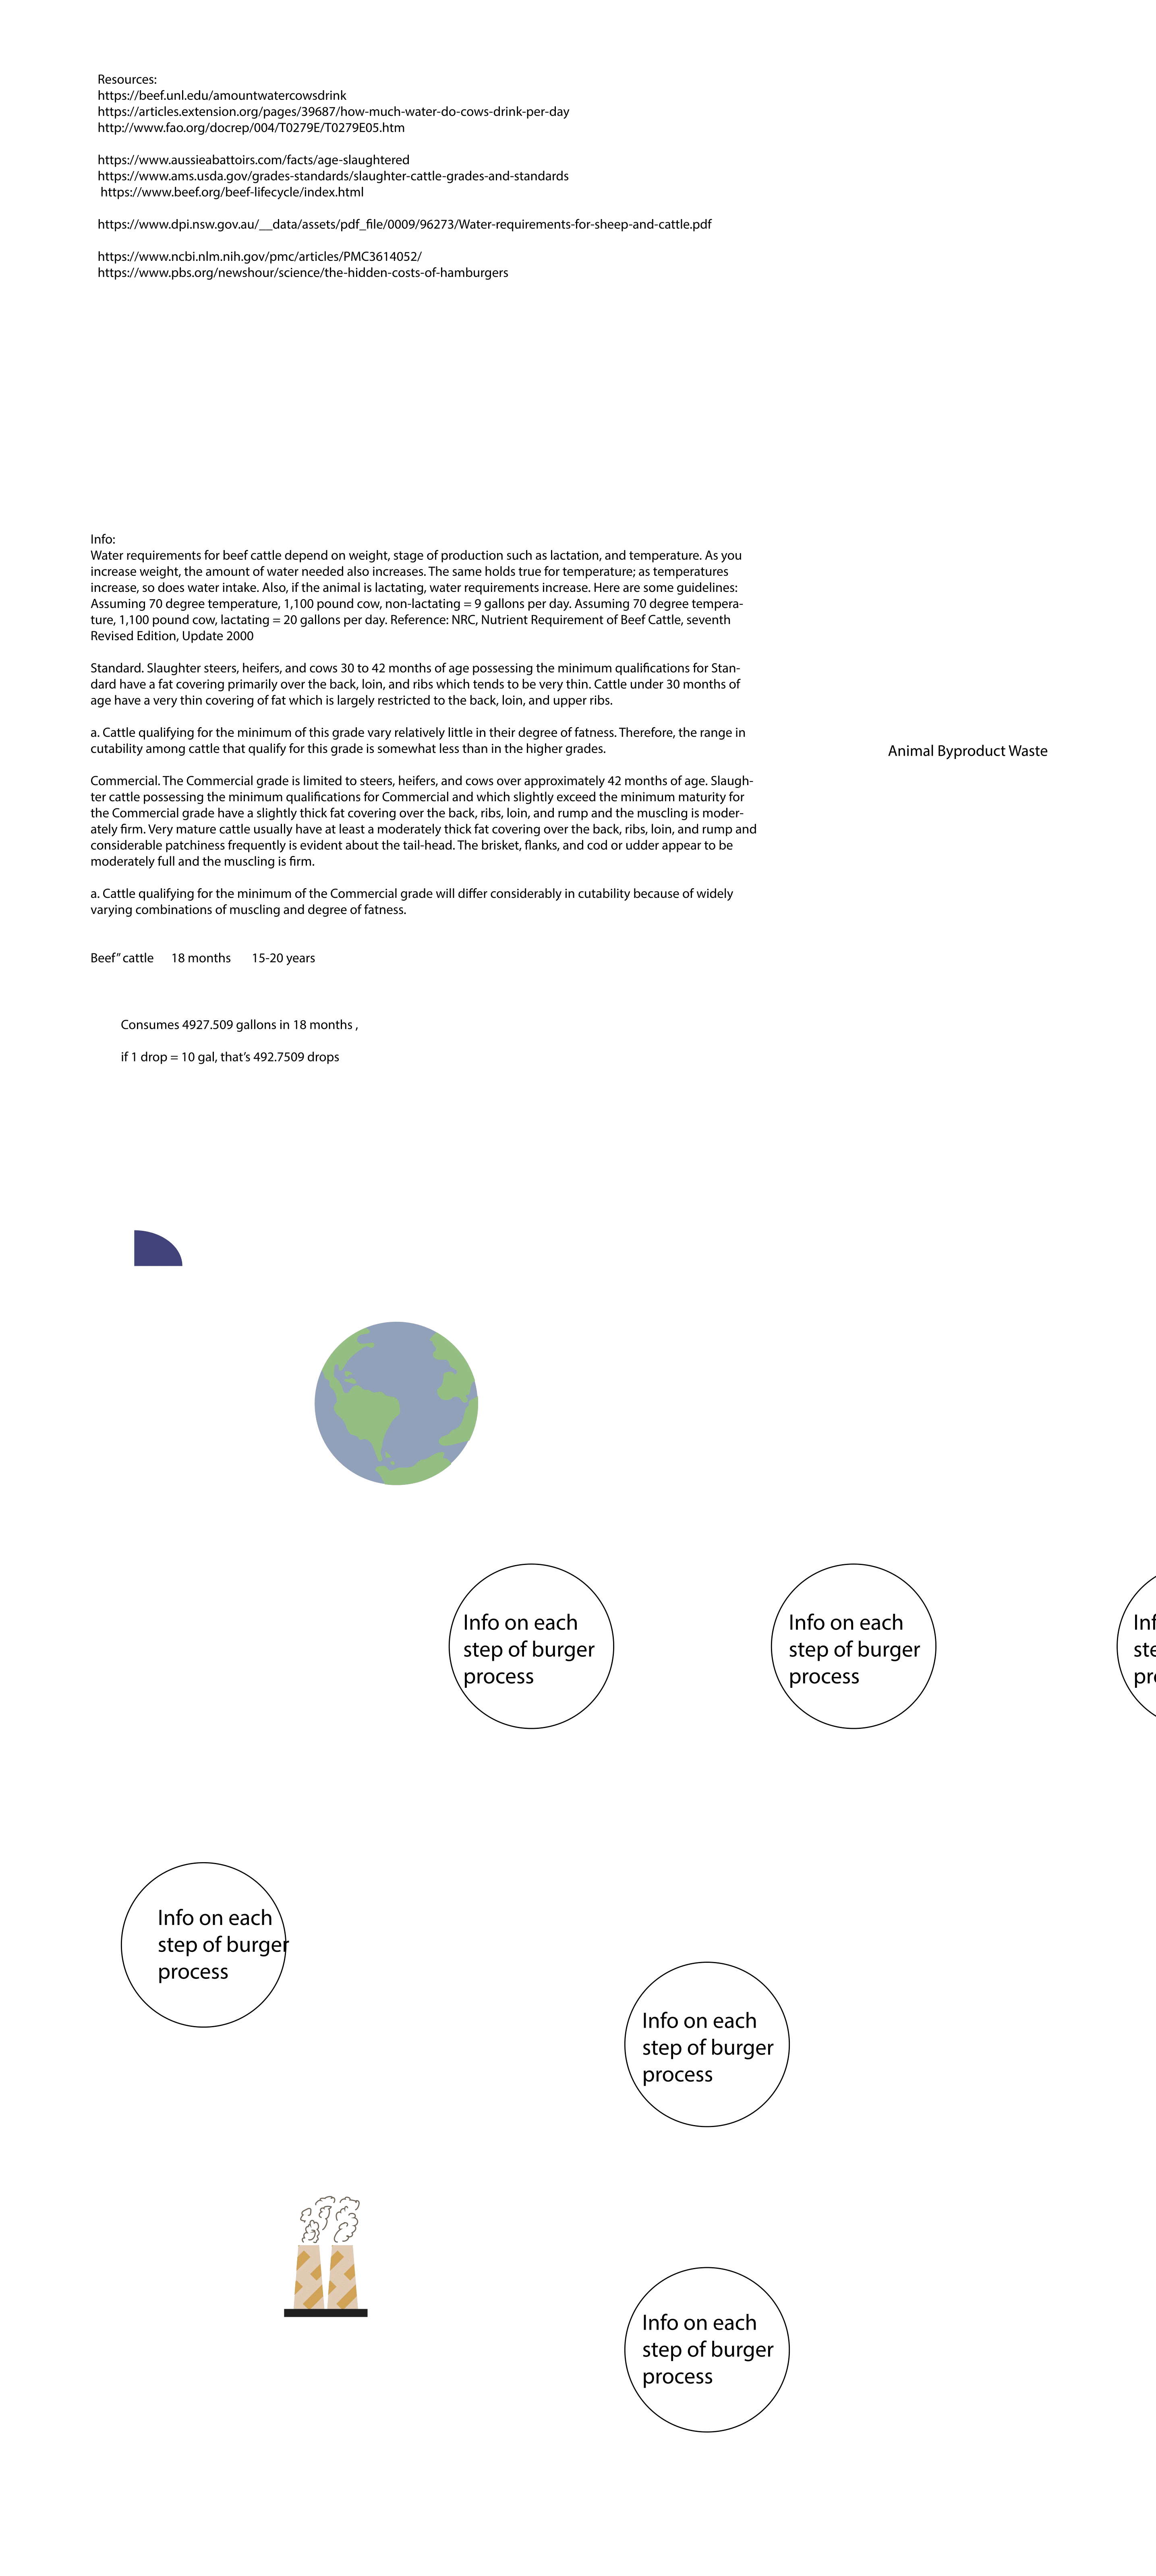 Resources:
https://beef.unl.edu/amountwatercowsdrink
https://articles.extension.org/pages/39687/how-much-water-do-cows-drink-per-day
http://www.fao.org/docrep/004/T0279E/T0279E05.htm
https://www.aussieabattoirs.com/facts/age-slaughtered
https://www.ams.usda.gov/grades-standards/slaughter-cattle-grades-and-standards
https://www.beef.org/beef-lifecycle/index.html
https://www.dpi.nsw.gov.au/__data/assets/pdf_file/0009/96273/Water-requirements-for-sheep-and-cattle.pdf
https://www.ncbi.nlm.nih.gov/pmc/articles/PMC3614052/
https://www.pbs.org/newshour/science/the-hidden-costs-of-hamburgers
Info:
Water requirements for beef cattle depend on weight, stage of production such as lactation, and temperature. As you
increase weight, the amount of water needed also increases. The same holds true for temperature; as temperatures
increase, so does water intake. Also, if the animal is lactating, water requirements increase. Here are some guidelines:
Assuming 70 degree temperature, 1,100 pound cow, non-lactating = 9 gallons per day. Assuming 70 degree tempera-
ture, 1,100 pound cow, lactating = 20 gallons per day. Reference: NRC, Nutrient Requirement of Beef Cattle, seventh
Revised Edition, Update 2000
Standard. Slaughter steers, heifers, and cows 30 to 42 months of age possessing the minimum qualifications for Stan-
dard have a fat covering primarily over the back, loin, and ribs which tends to be very thin. Cattle under 30 months of
age have a very thin covering of fat which is largely restricted to the back, loin, and upper ribs.
a. Cattle qualifying for the minimum of this grade vary relatively little in their degree of fatness. Therefore, the range in
cutability among cattle that qualify for this grade is somewhat less than in the higher grades.
Animal Byproduct Waste
Commercial. The Commercial grade is limited to steers, heifers, and cows over approximately 42 months of age. Slaugh-
ter cattle possessing the minimum qualifications for Commercial and which slightly exceed the minimum maturity for
the Commercial grade have a slightly thick fat covering over the back, ribs, loin, and rump and the muscling is moder-
ately firm. Very mature cattle usually have at least a moderately thick fat covering over the back, ribs, loin, and rump and
considerable patchiness frequently is evident about the tail-head. The brisket, flanks, and cod or udder appear to be
moderately full and the muscling is firm.
a. Cattle qualifying for the minimum of the Commercial grade will differ considerably in cutability because of widely
varying combinations of muscling and degree of fatness.
Beef” cattle 18 months 15-20 years
Consumes 4927.509 gallons in 18 months ,
if 1 drop = 10 gal, that’s 492.7509 drops
Info on each
step of burger
process
Info on each
step of burger
process
Info on each
step of burger
process
Info on each
step of burger
process
Info on each
step of burger
process